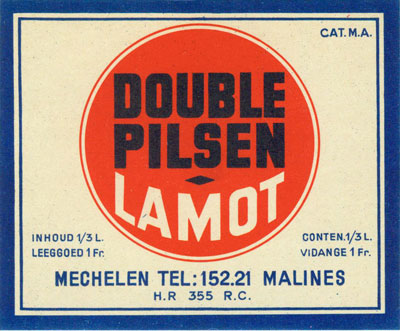 CAT. M.A.
DOUBLE
PILSEN
LAMOT
INHOUD 1/3 L.
LEEGGOED 1 Fr.
CONTEN. 1/3 L.
VIDANGE 1 Fr.
MECHELEN TEL: 152.21 MALINES
H.R 355 R.C.